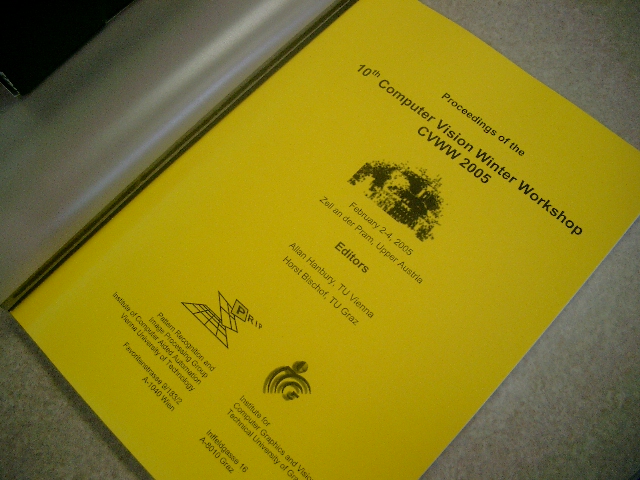 Proceedings of the
10th Computer Vision Winter Workshop
CVWW 2005
February 2-4, 2005
Zell an der Pram, Upper Austria
Editors
Allan Hanbury, TU Vienna
Horst Bischof, TU Graz
PRIP
Pattern Recognition and
Image Processing Group
Institute of Computer Aided Automation
Vienna University of Technology
Favoritenstrasse 9/183/2
A-1040 Wien
Institute for
Computer Graphics and Vision
Technical University of Graz
Inffeldgasse 16
A-8010 Graz